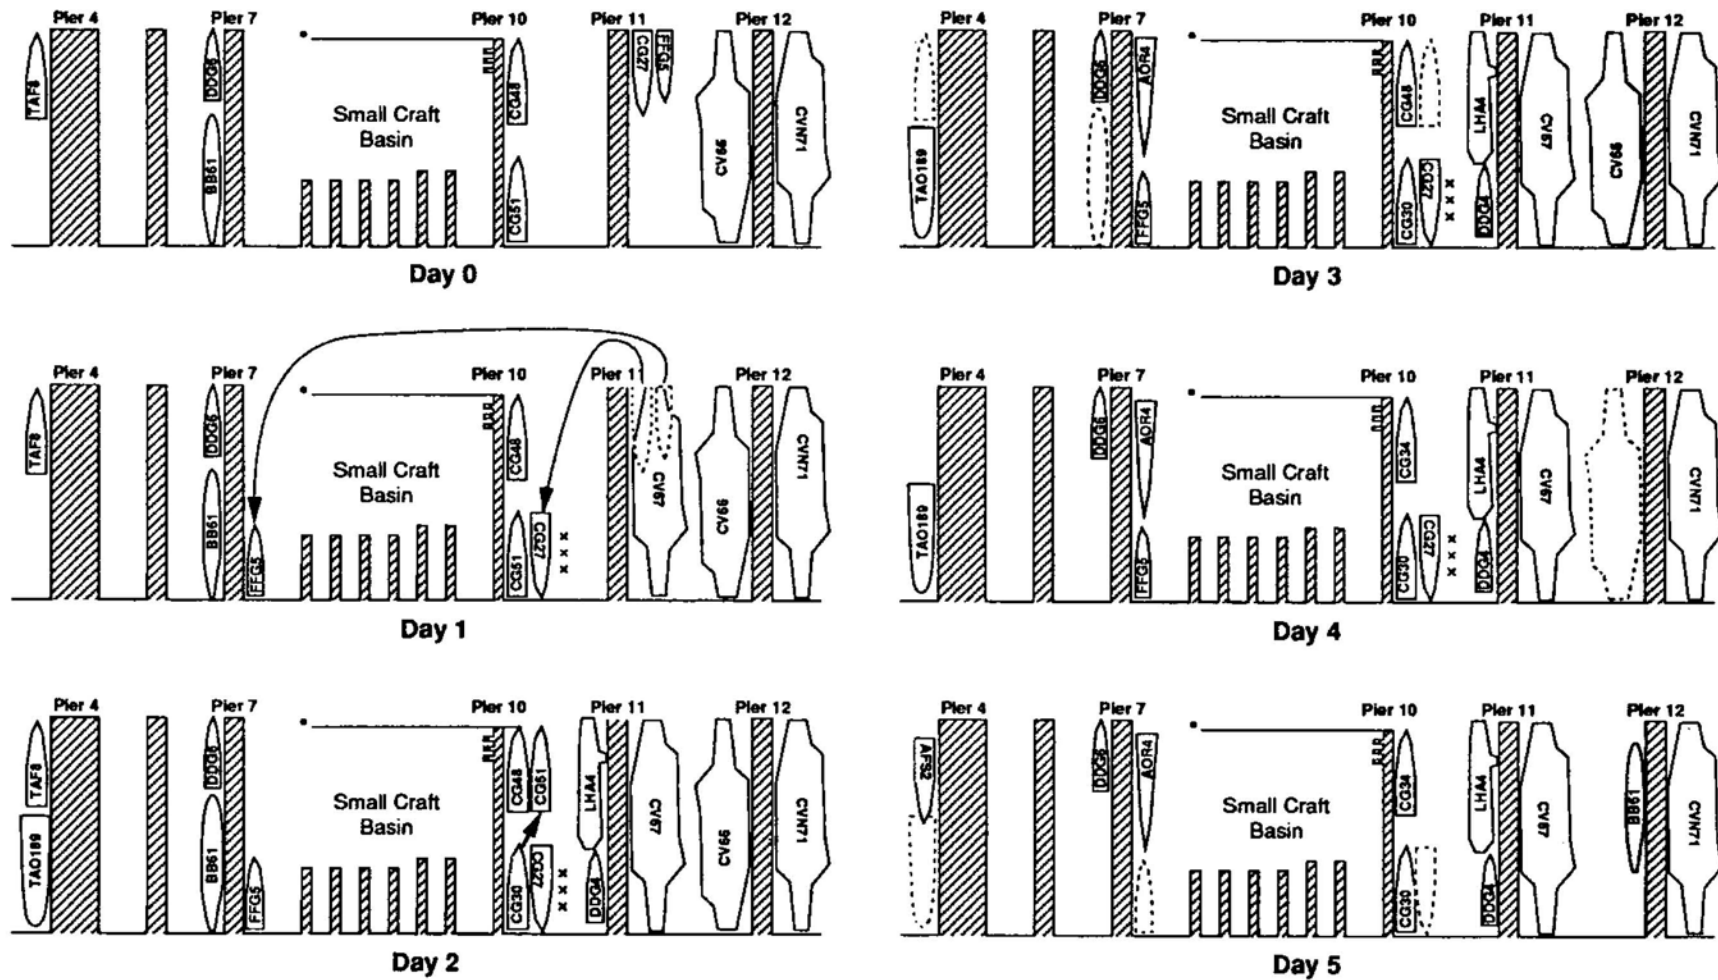 Pier 4
Pier 7
Pier 10
Pier 11
Pier 12
TAF8
DDG6
BB61
Small Craft
Basin
CG48
CG51
CG27
FFG5
CV66
CVN71
Day 0
Pier 4
Pier 7
Pier 10
Pier 11
Pier 12
TAO189
DDG6
AOR4
FFG5
Small Craft
Basin
CG48
CG30
CG27
x
x
x
LHA4
DDG4
CV67
CV66
CVN71
Day 3
Pier 4
Pier 7
Pier 10
Pier 11
Pier 12
TAF8
DDG6
BB61
FFG5
Small Craft
Basin
CG48
CG51
CG27
x
x
x
CV67
CV66
CVN71
Day 1
Pier 4
Pier 7
Pier 10
Pier 11
Pier 12
TAO189
DDG6
AOR4
FFG5
Small Craft
Basin
CG34
CG30
CG27
x
x
x
LHA4
DDG4
CV67
CVN71
Day 4
Pier 4
Pier 7
Pier 10
Pier 11
Pier 12
TAF8
TAO189
DDG6
BB61
FFG5
Small Craft
Basin
CG48
CG51
CG30
CG27
x
x
x
LHA4
DDG4
CV67
CV66
CVN71
Day 2
Pier 4
Pier 7
Pier 10
Pier 11
Pier 12
AFS2
DDG6
AOR4
Small Craft
Basin
CG34
CG30
LHA4
DDG4
CV67
BB61
CVN71
Day 5